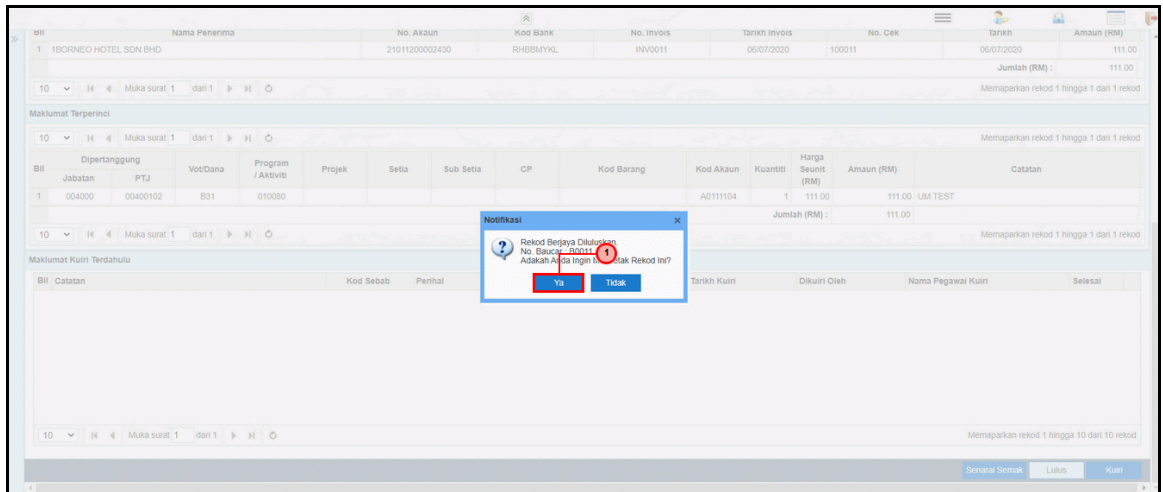 Bil Nama Penerima No. Akaun Kod Bank No. Invois Tarikh Invois No. Cek Tarikh Amaun (RM)
1 1BORNEO HOTEL SDN BHD 21011200002430 RHBBMYKL INV0011 06/07/2020 100011 06/07/2020 111.00
Jumlah (RM) : 111.00
10 Muka surat 1 dari 1 Memaparkan rekod 1 hingga 1 dari 1 rekod
Maklumat Terperinci
10 Muka surat 1 dari 1 Memaparkan rekod 1 hingga 1 dari 1 rekod
Bil Dipertanggung Vot/Dana Program / Aktiviti Projek Setia Sub Setia CP Kod Barang Kod Akaun Kuantiti Harga Seunit (RM) Amaun (RM) Catatan
Jabatan PTJ
1 004000 00400102 B31 010080 A0111104 1 111.00 111.00 UM TEST
Jumlah (RM) : 111.00
10 Muka surat 1 dari 1 Memaparkan rekod 1 hingga 1 dari 1 rekod
Notifikasi
Rekod Berjaya Diluluskan.
No. Baucar : B0011
1
Adakah Anda Ingin M etak Rekod Ini?
Ya Tidak
Maklumat Kuiri Terdahulu
Bil Catatan Kod Sebab Perihal Tarikh Kuiri Dikuiri Oleh Nama Pegawai Kuiri Selesai
10 Muka surat 1 dari 1 Memaparkan rekod 1 hingga 10 dari 10 rekod
Senarai Semak Lulus Kuiri